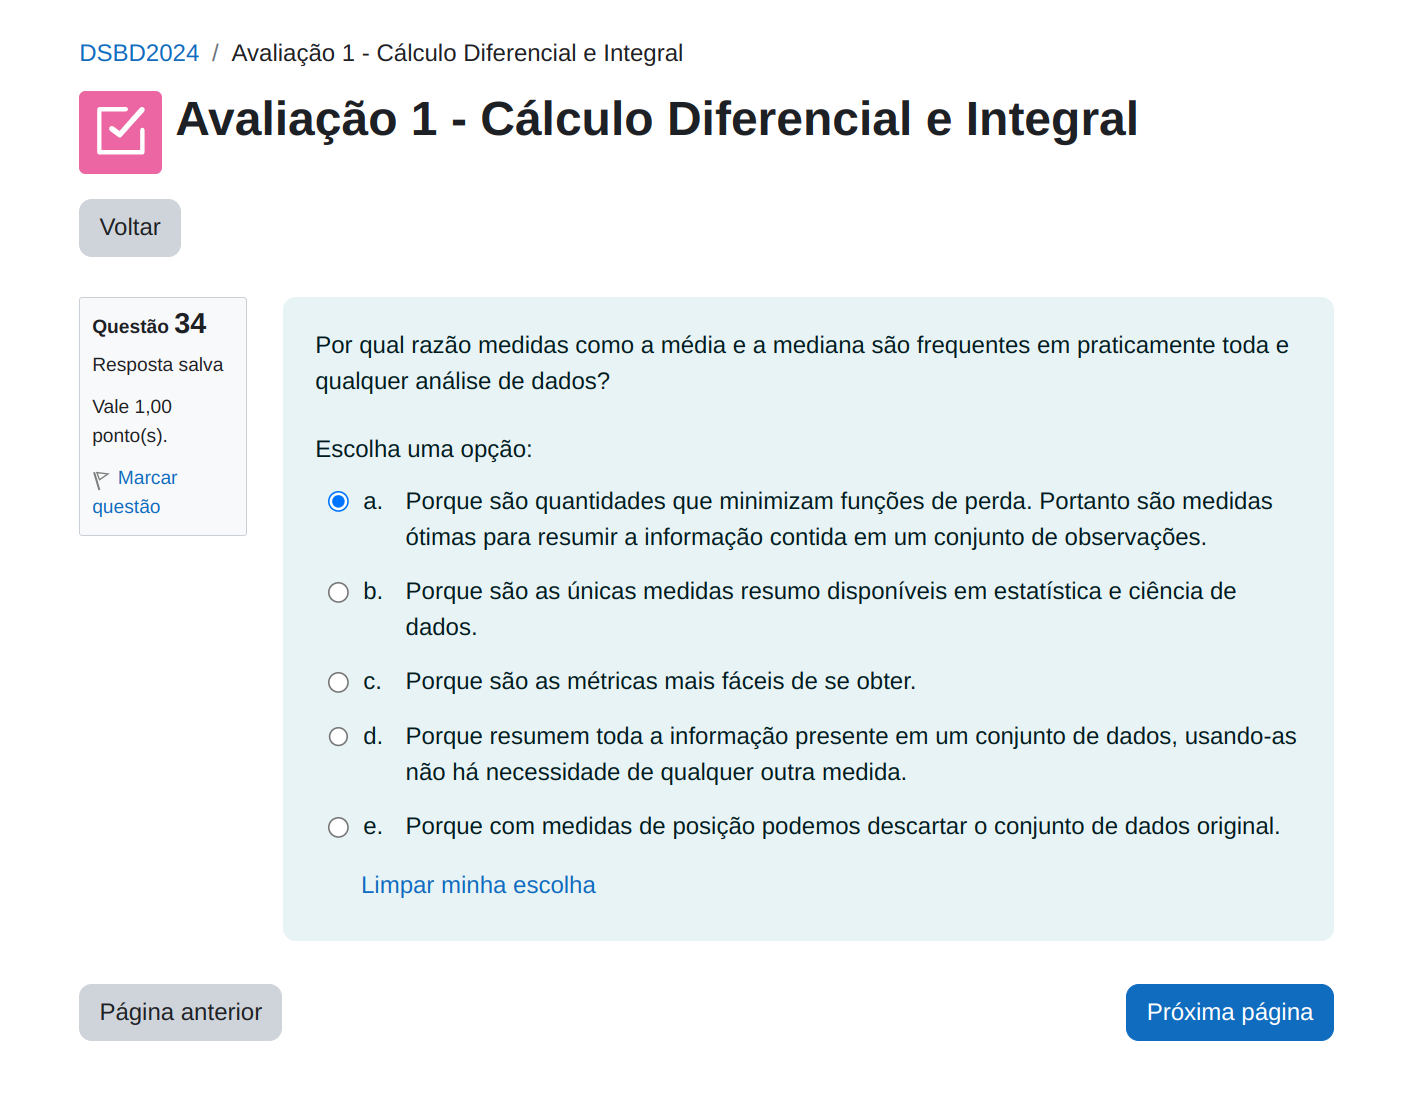 DSBD2024 / Avaliação 1 - Cálculo Diferencial e Integral
Avaliação 1 - Cálculo Diferencial e Integral
Voltar
Questão 34
Resposta salva
Vale 1,00
ponto(s).
Marcar
questão
Por qual razão medidas como a média e a mediana são frequentes em praticamente toda e
qualquer análise de dados?
Escolha uma opção:
a. Porque são quantidades que minimizam funções de perda. Portanto são medidas
ótimas para resumir a informação contida em um conjunto de observações.
b. Porque são as únicas medidas resumo disponíveis em estatística e ciência de
dados.
c. Porque são as métricas mais fáceis de se obter.
d. Porque resumem toda a informação presente em um conjunto de dados, usando-as
não há necessidade de qualquer outra medida.
e. Porque com medidas de posição podemos descartar o conjunto de dados original.
Limpar minha escolha
Página anterior
Próxima página